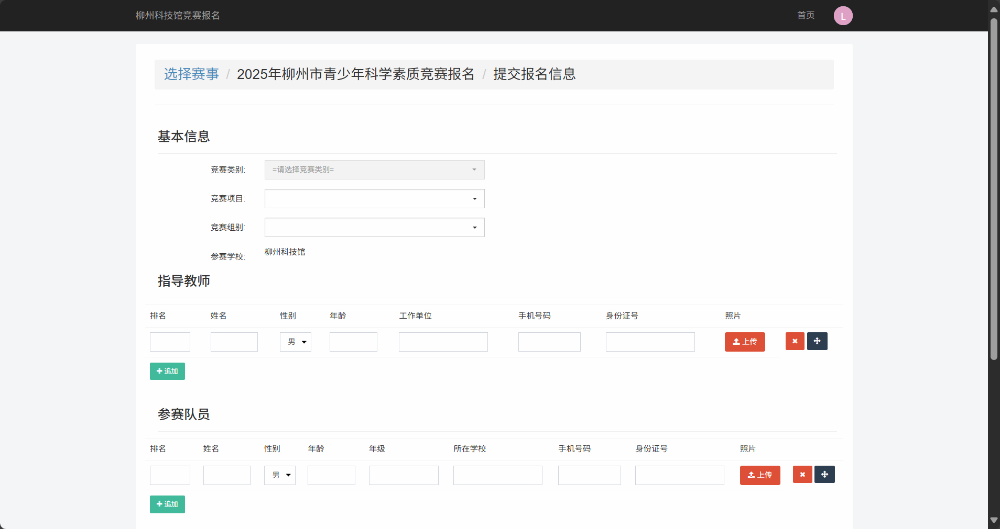 柳州科技馆竞赛报名 首页 L
选择赛事 / 2025年柳州市青少年科学素质竞赛报名 / 提交报名信息
基本信息
竞赛类别: =请选择竞赛类别=
竞赛项目:
竞赛组别:
参赛学校: 柳州科技馆
指导教师
排名 姓名 性别 年龄 工作单位 手机号码 身份证号 照片
男 上传
追加
参赛队员
排名 姓名 性别 年龄 年级 所在学校 手机号码 身份证号 照片
男 上传
追加